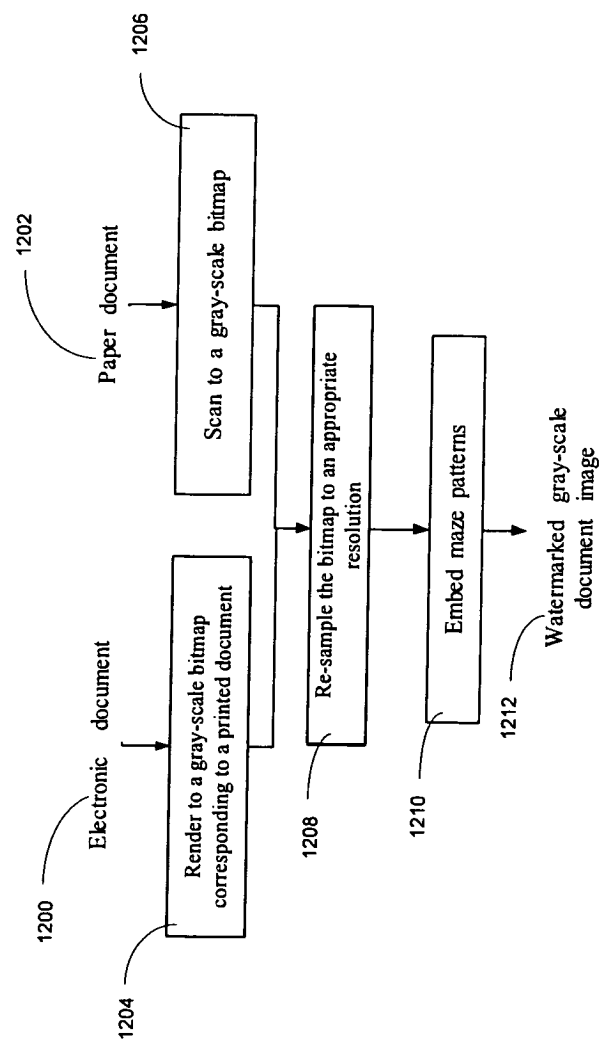 1200
1202
Electronic document
Paper document
1204
1206
Render to a gray-scale bitmap
corresponding to a printed document
Scan to a gray-scale bitmap
1208
Re-sample the bitmap to an appropriate
resolution
1210
Embed maze patterns
1212
Watermarked gray-scale
document image